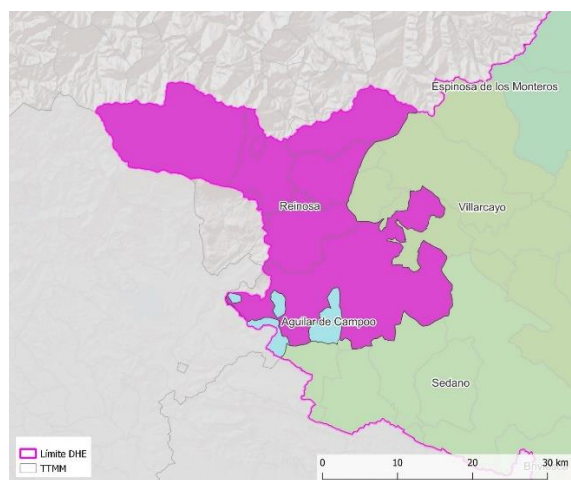 Espinosa de los Monteros
Reinosa
Villarcayo
Aguilar de Campoo
Sedano
Límite DHE
TTMM
0 10 20 30 km